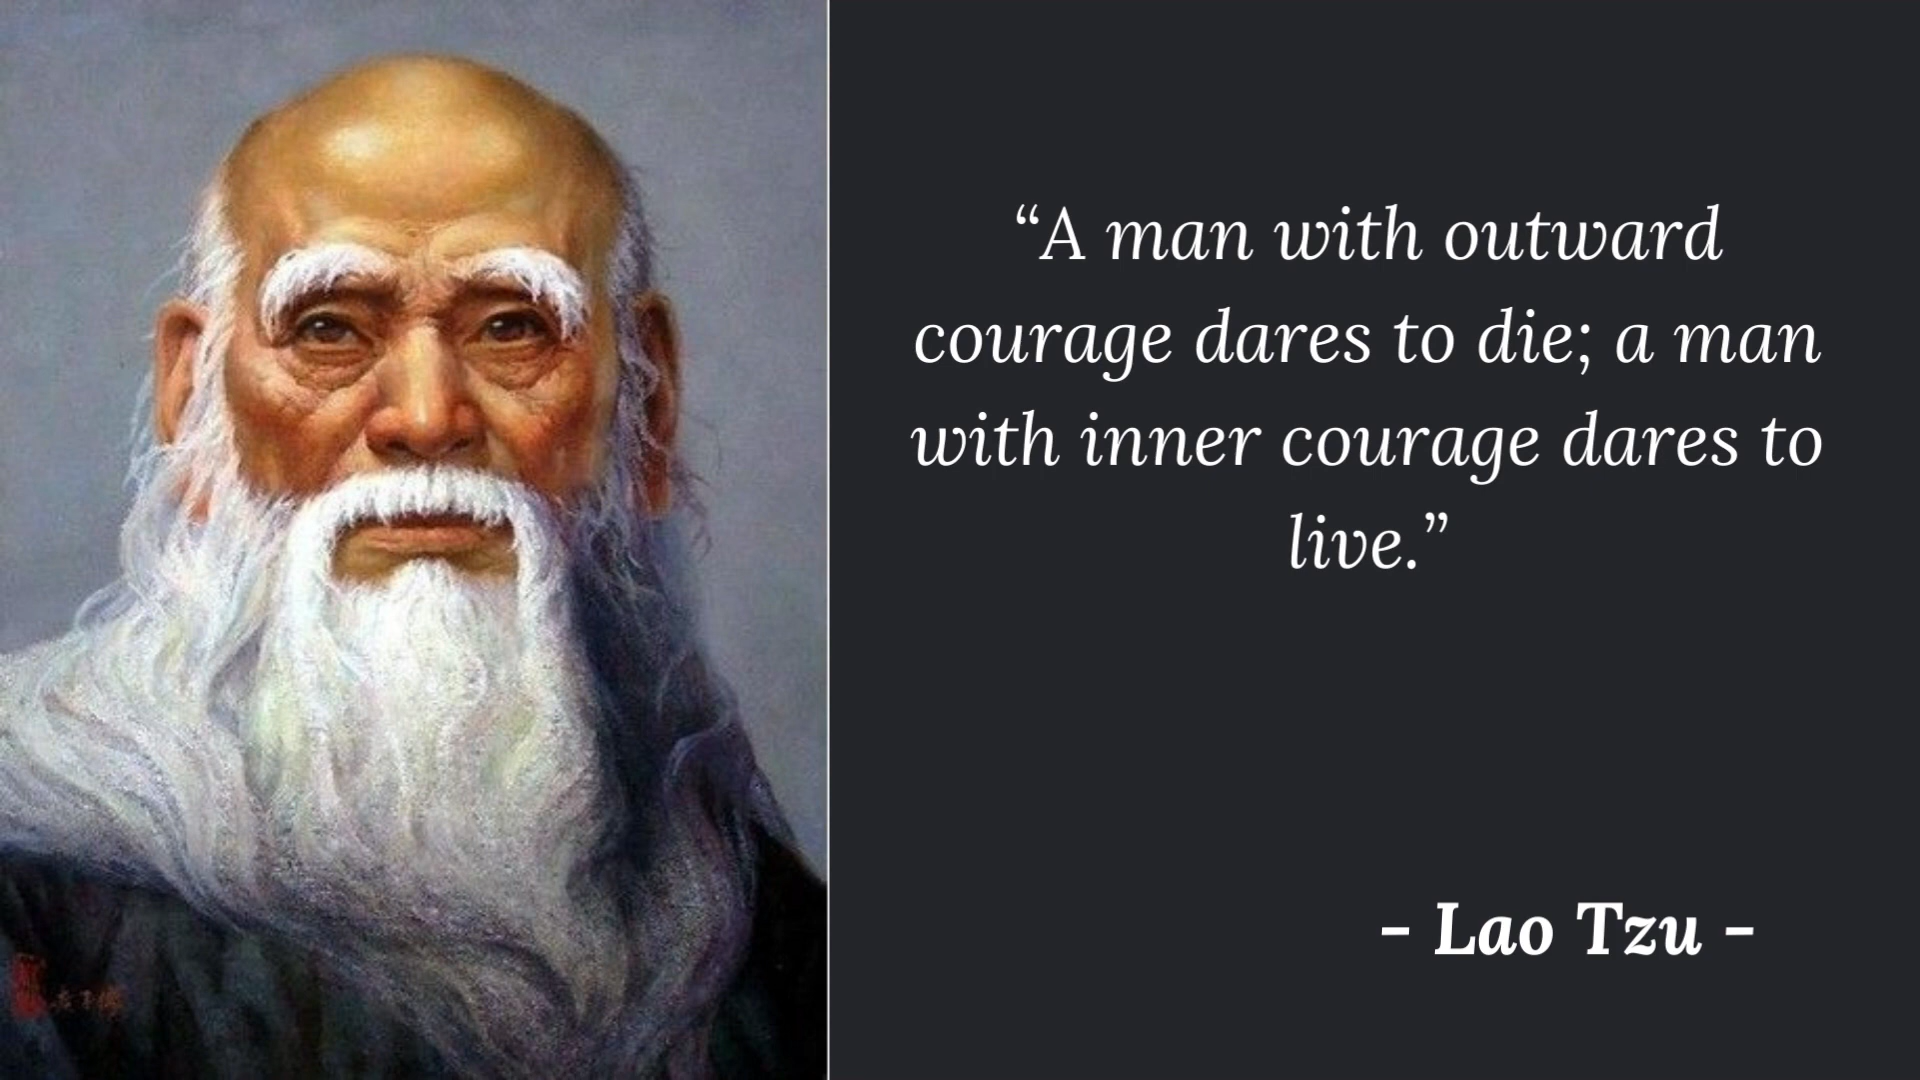 “A man with outward
courage dares to die; a man
with inner courage dares to
live.”
- Lao Tzu -